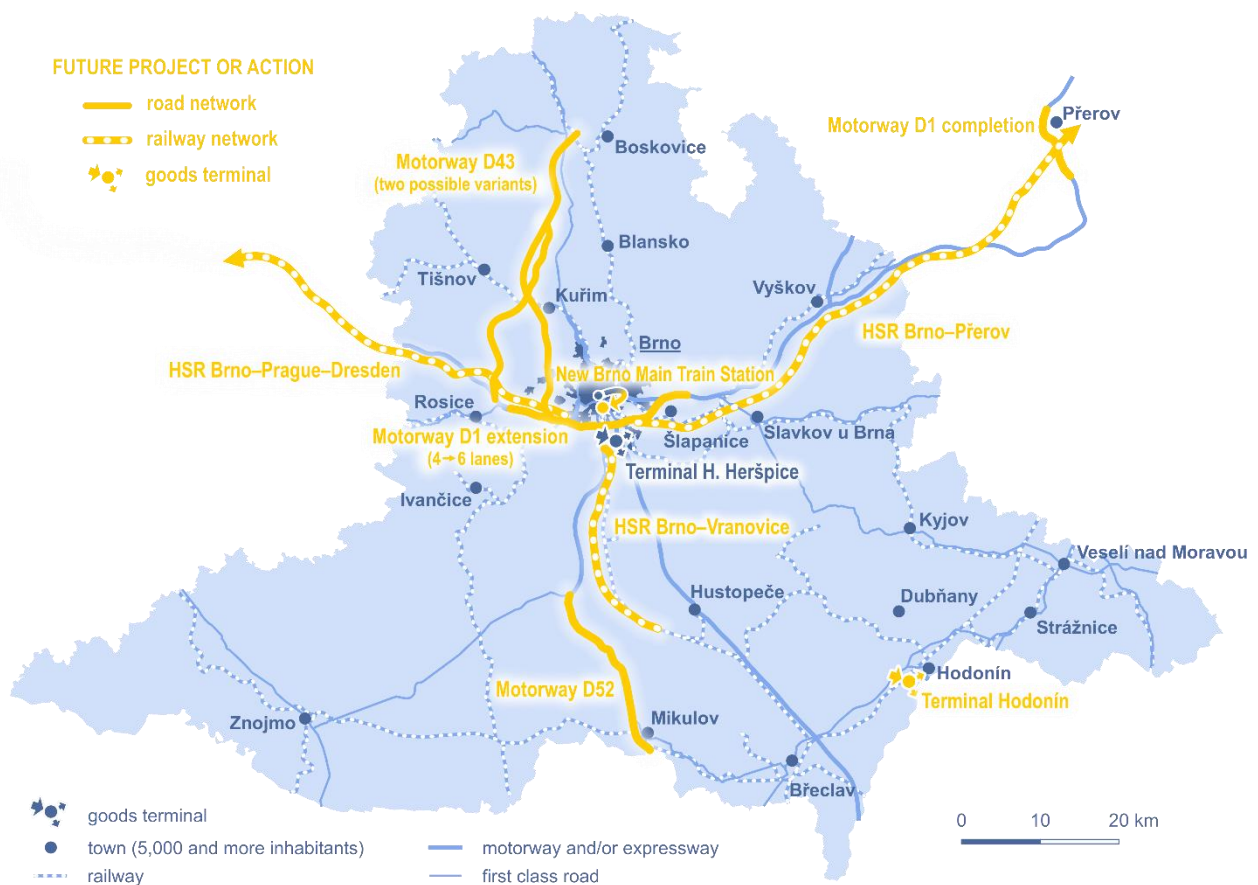 FUTURE PROJECT OR ACTION
road network
railway network
goods terminal
Motorway D43
(two possible variants)
Boskovice
Motorway D1 completion
Přerov
Blansko
Tišnov
Kuřim
Vyškov
HSR Brno–Přerov
Brno
HSR Brno–Prague–Dresden
New Brno Main Train Station
Rosice
Motorway D1 extension
(4→6 lanes)
Šlapanice
Slavkov u Brna
Terminal H. Heršpice
Ivančice
HSR Brno–Vranovice
Kyjov
Veselí nad Moravou
Hustopeče
Dubňany
Strážnice
Motorway D52
Hodonín
Terminal Hodonín
Znojmo
Mikulov
Břeclav
goods terminal
town (5,000 and more inhabitants)
railway
motorway and/or expressway
first class road
0 10 20 km